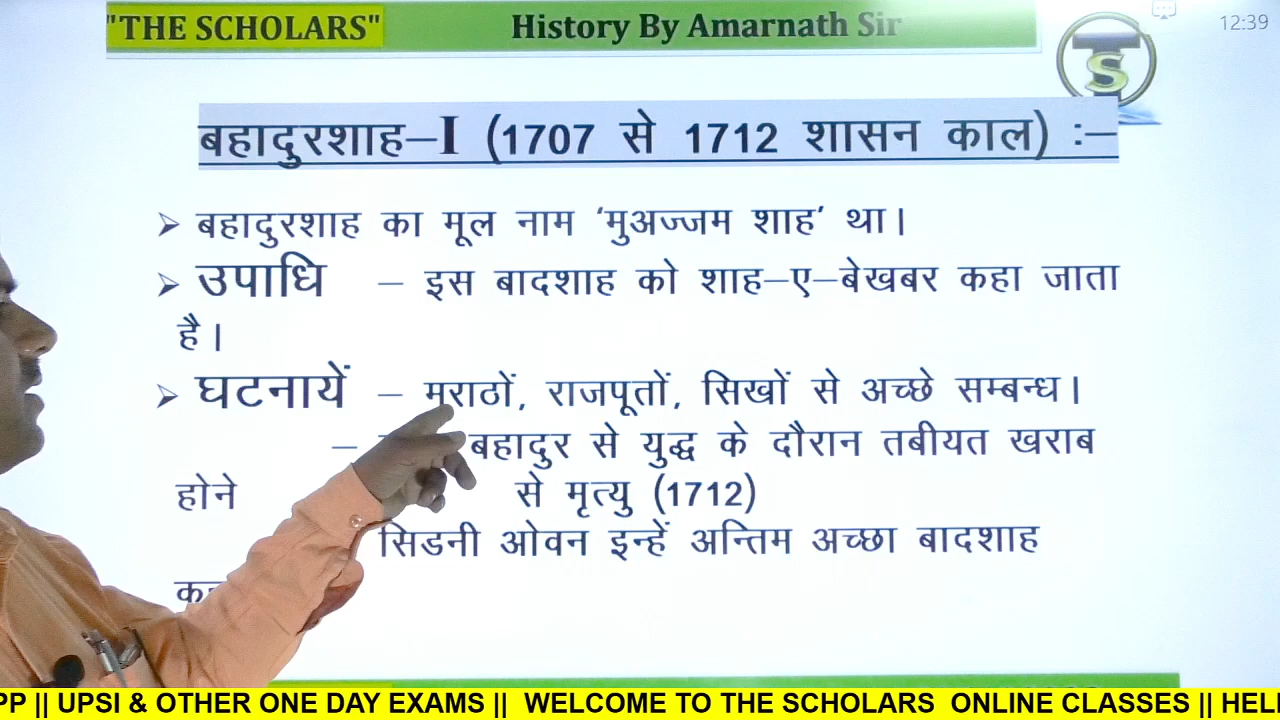 "THE SCHOLARS" History By Amarnath Sir
12:39
TS
बहादुरशाह–I (1707 से 1712 शासन काल) :–
➢ बहादुरशाह का मूल नाम ‘मुअज्जम शाह’ था।
➢ उपाधि – इस बादशाह को शाह–ए–बेखबर कहा जाता
है।
➢ घटनायें – मराठों, राजपूतों, सिखों से अच्छे सम्बन्ध।
– बहादुर से युद्ध के दौरान तबीयत खराब
होने से मृत्यु (1712)
सिडनी ओवन इन्हें अन्तिम अच्छा बादशाह
PP || UPSI & OTHER ONE DAY EXAMS || WELCOME TO THE SCHOLARS ONLINE CLASSES ||